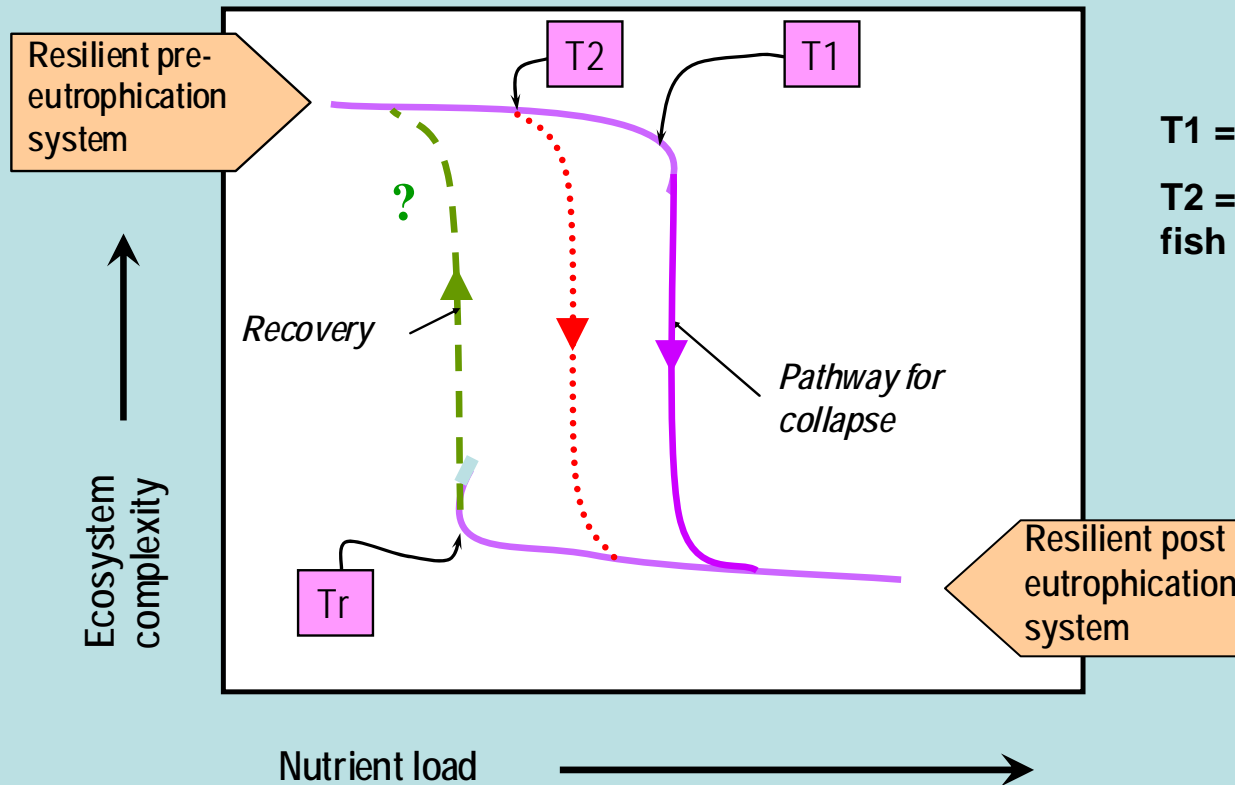 Resilient pre-
eutrophication
system
T2
T1
T1 =
T2 =
fish
?
Recovery
Pathway for
collapse
Ecosystem
complexity
Tr
Resilient post
eutrophication
system
Nutrient load